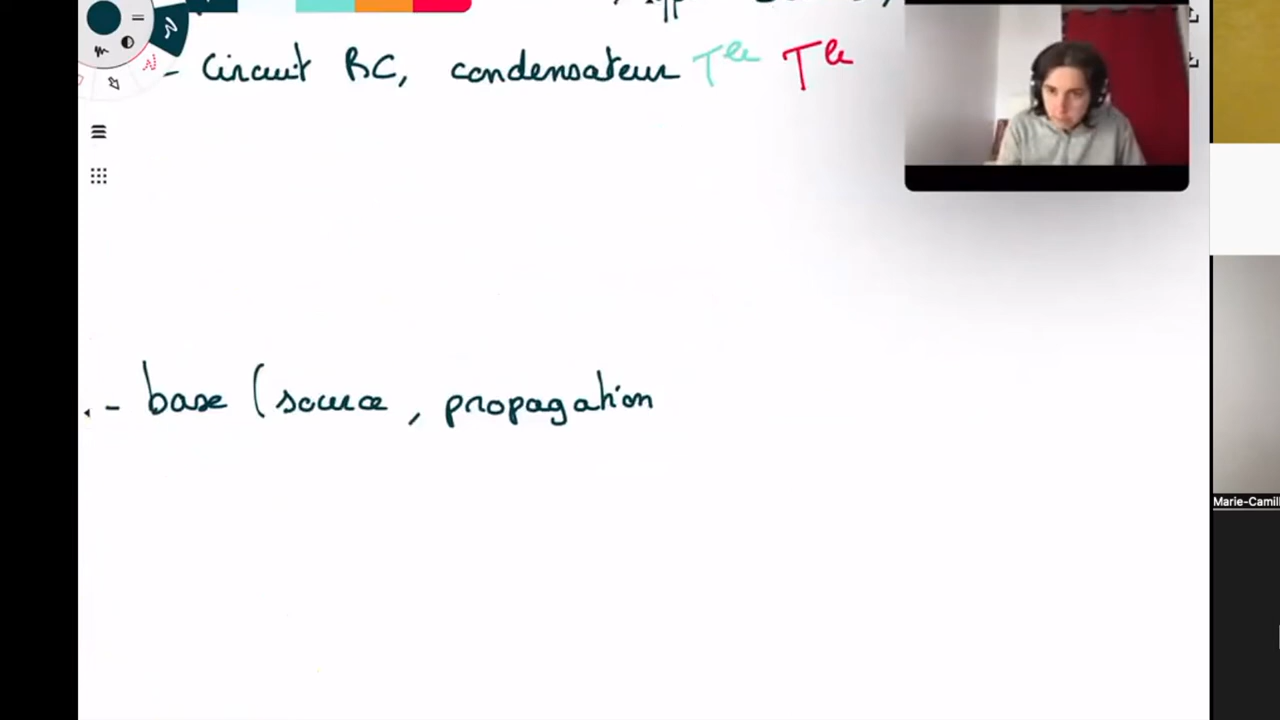 - Circuit RC, condensateur Tle Tle
- base (source, propagation
Marie-Camil